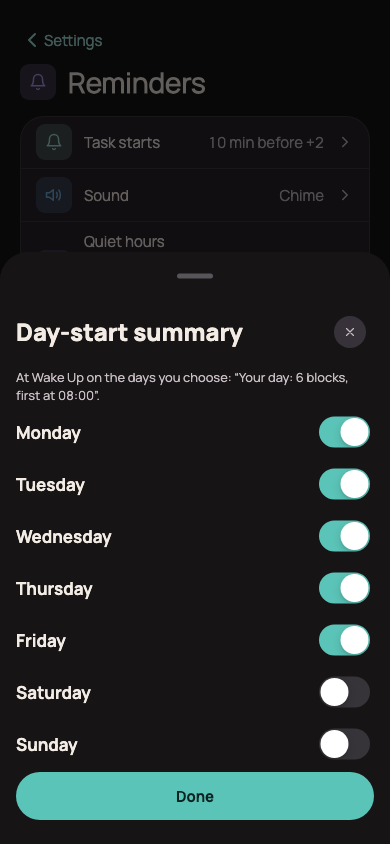 Settings
Reminders
Task starts 10 min before +2
Sound Chime
Quiet hours
Day-start summary
At Wake Up on the days you choose: “Your day: 6 blocks,
first at 08:00”.
Monday
Tuesday
Wednesday
Thursday
Friday
Saturday
Sunday
Done